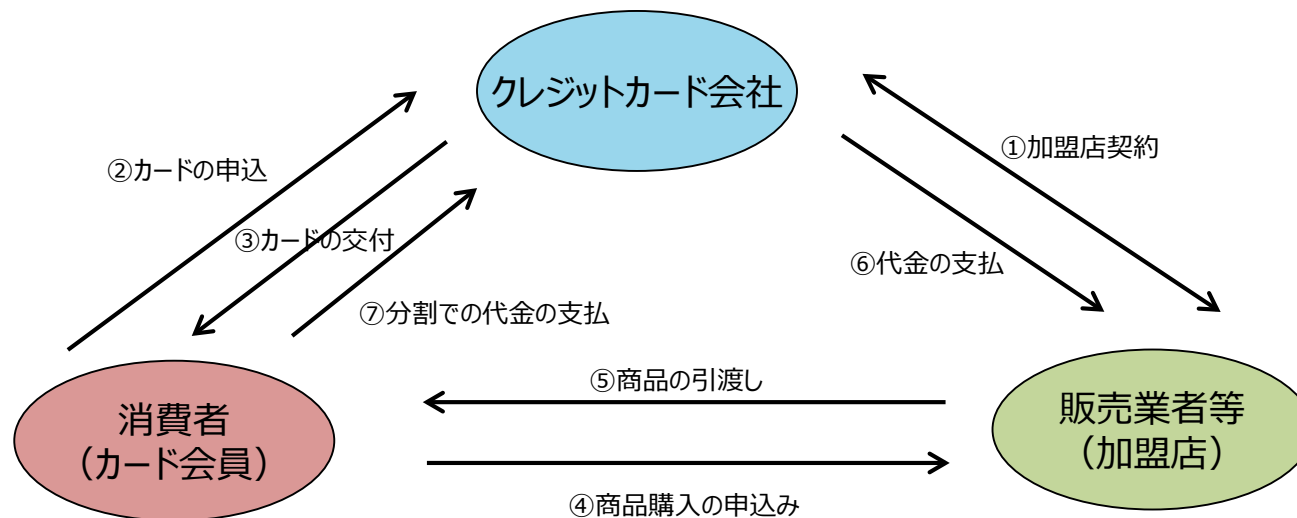 クレジットカード会社
①加盟店契約
②カードの申込
③カードの交付
⑥代金の支払
⑦分割での代金の支払
⑤商品の引渡し
消費者
（カード会員）
販売業者等
（加盟店）
④商品購入の申込み